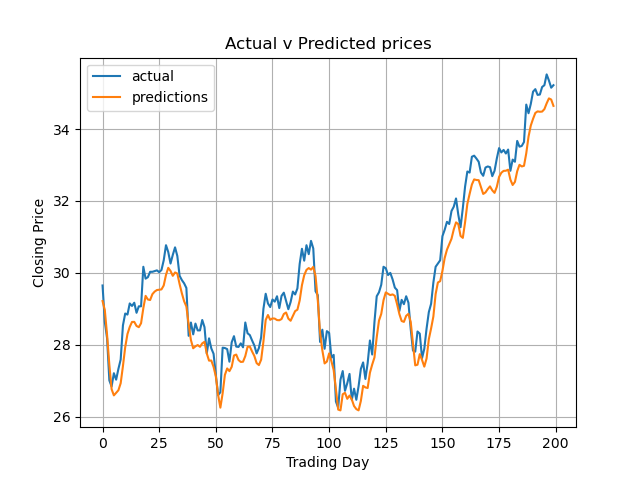 Actual v Predicted prices
actual
predictions
Closing Price
34
32
30
28
26
0 25 50 75 100 125 150 175 200
Trading Day